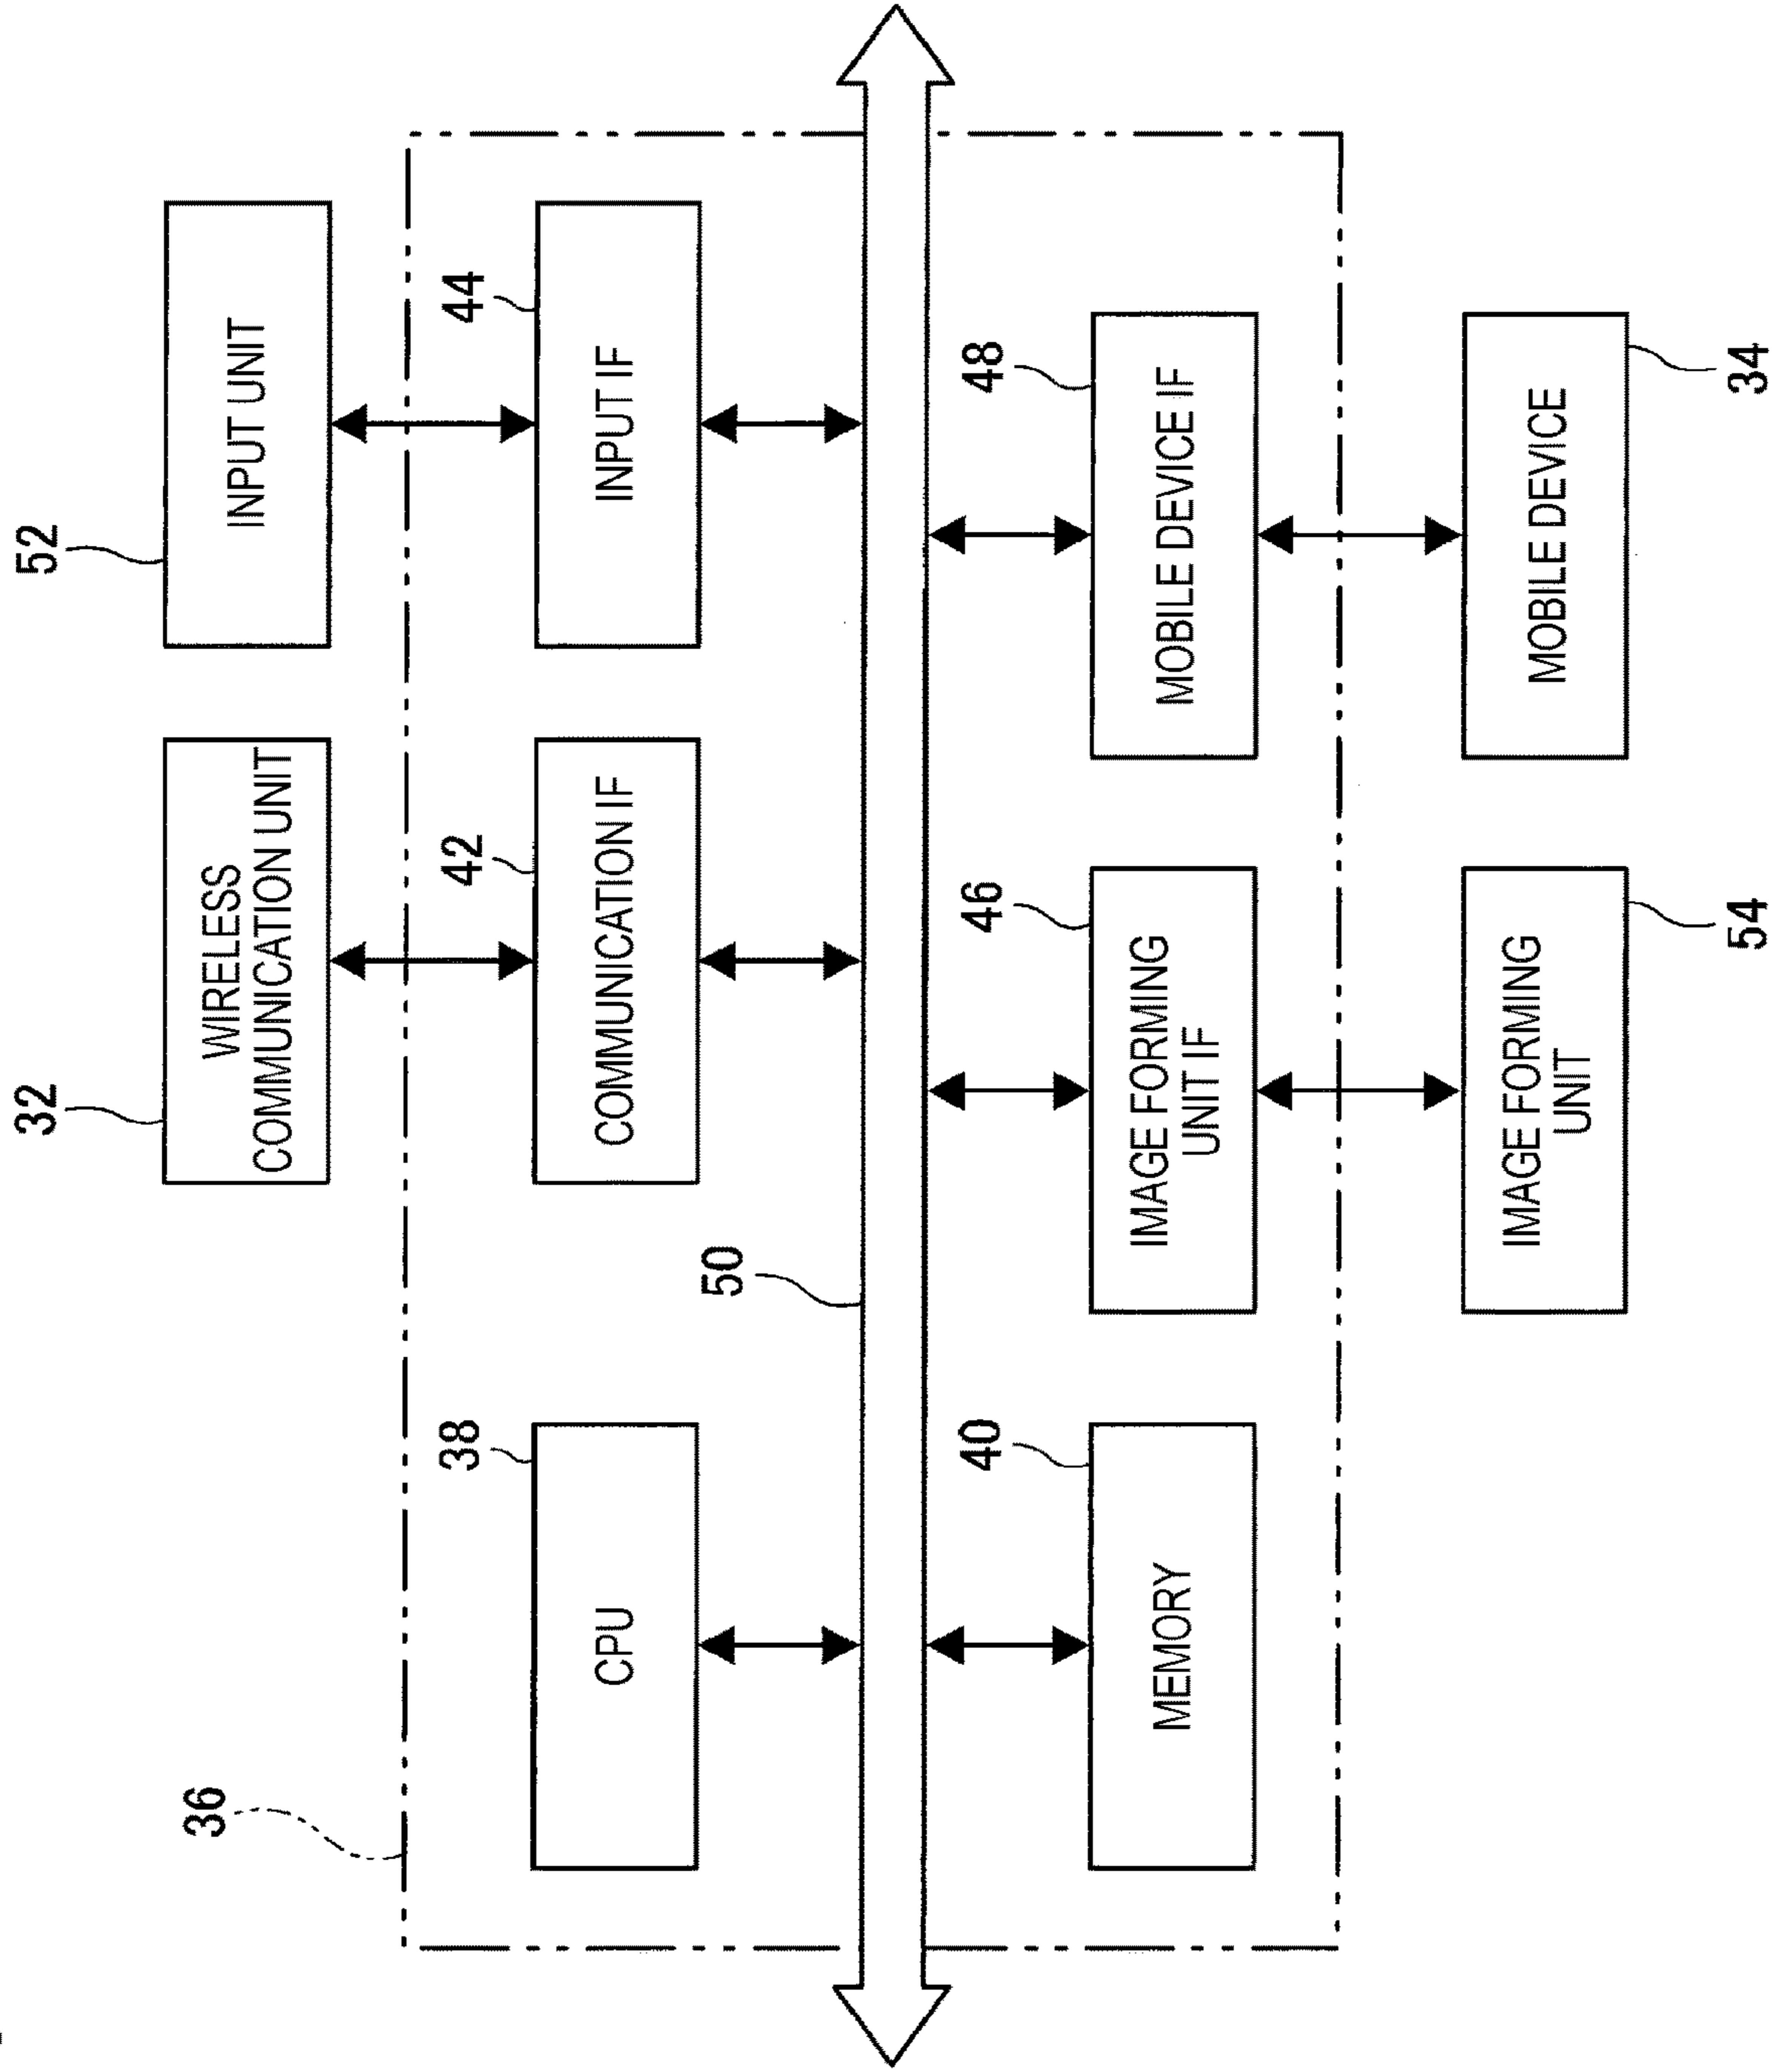 32
52
36
WIRELESS
COMMUNICATION UNIT
INPUT UNIT
38
42
44
CPU
COMMUNICATION IF
INPUT IF
50
40
46
48
MEMORY
IMAGE FORMING
UNIT IF
MOBILE DEVICE IF
IMAGE FORMING
UNIT
MOBILE DEVICE
54
34